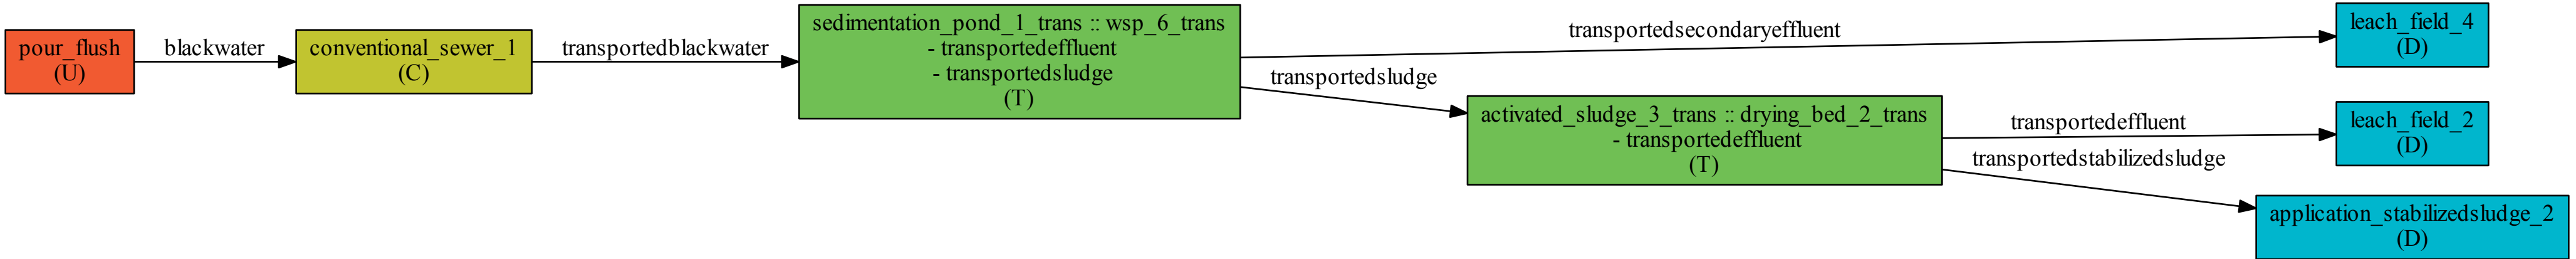 pour_flush
(U)
blackwater
conventional_sewer_1
(C)
transportedblackwater
sedimentation_pond_1_trans :: wsp_6_trans
- transportedeffluent
- transportedsludge
(T)
transportedsecondaryeffluent
leach_field_4
(D)
transportedsludge
activated_sludge_3_trans :: drying_bed_2_trans
- transportedeffluent
(T)
transportedeffluent
leach_field_2
(D)
transportedstabilizedsludge
application_stabilizedsludge_2
(D)